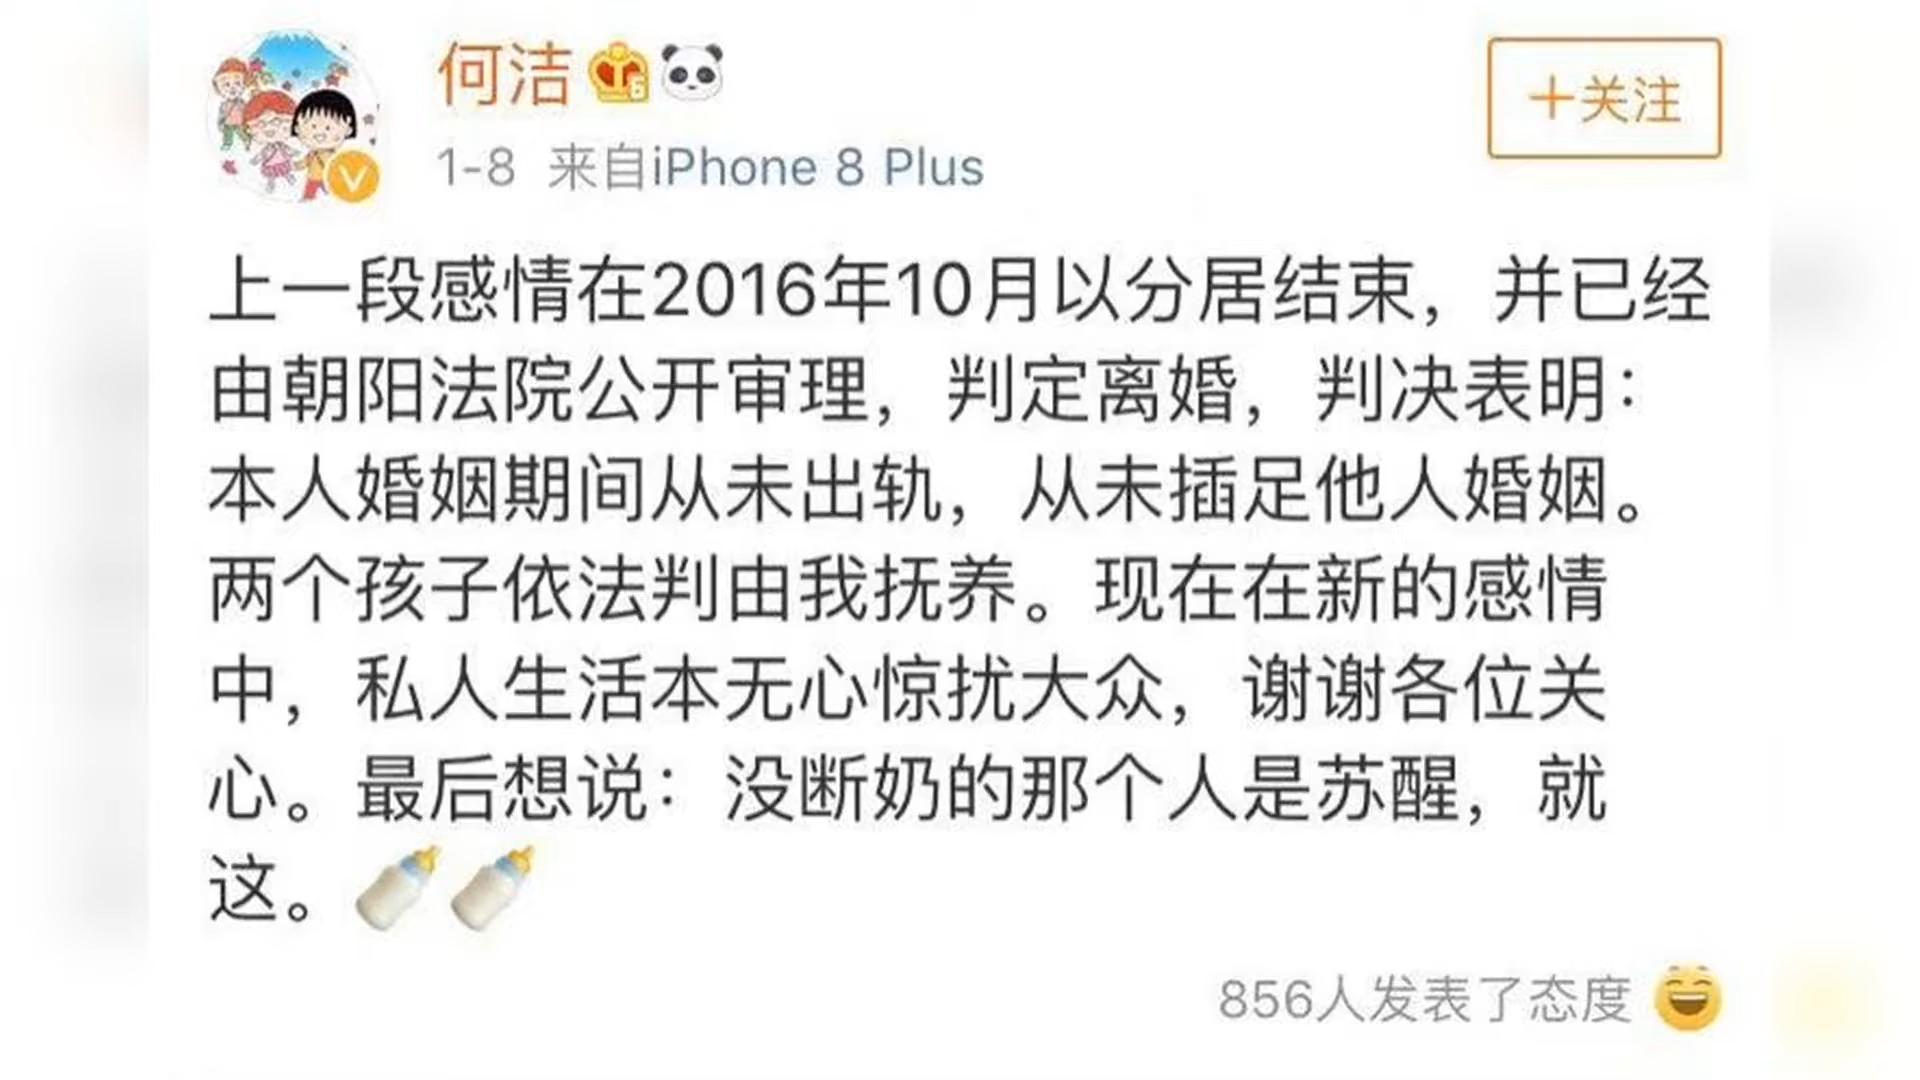 何洁
+关注
1-8 来自iPhone 8 Plus
上一段感情在2016年10月以分居结束，并已经
由朝阳法院公开审理，判定离婚，判决表明：
本人婚姻期间从未出轨，从未插足他人婚姻。
两个孩子依法判由我抚养。现在在新的感情
中，私人生活本无心惊扰大众，谢谢各位关
心。最后想说：没断奶的那个人是苏醒，就
这。🍼🍼
856人发表了态度